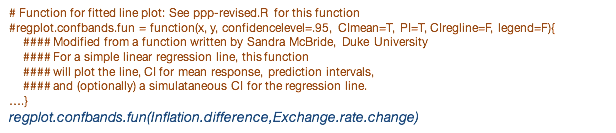 # Function for fitted line plot: See ppp-revised.R for this function
#regplot.confbands.fun = function(x, y, confidencelevel=.95, CImean=T, PI=T, CIregline=F, legend=F){
#### Modified from a function written by Sandra McBride, Duke University
#### For a simple linear regression line, this function
#### will plot the line, CI for mean response, prediction intervals,
#### and (optionally) a simulataneous CI for the regression line.
....}
regplot.confbands.fun(Inflation.difference,Exchange.rate.change)